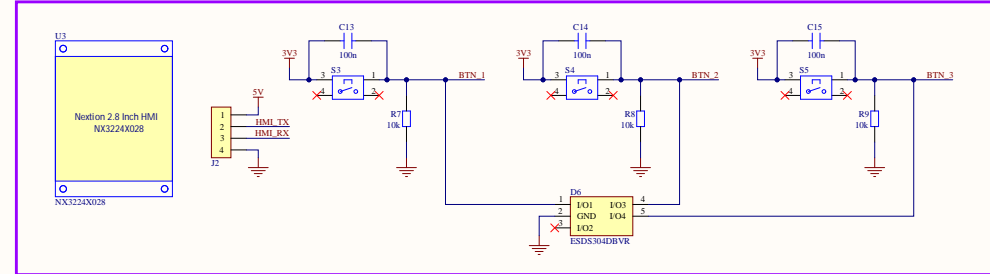 U3
Nextion 2.8 Inch HMI
NX3224X028
NX3224X028
5V
1
2
3
4
HMI_TX
HMI_RX
J2
C13
100n
3V3
S3
3
1
4
2
BTN_1
R7
10k
C14
100n
3V3
S4
3
1
4
2
BTN_2
R8
10k
C15
100n
3V3
S5
3
1
4
2
BTN_3
R9
10k
D6
1
I/O1
I/O3
4
2
GND
I/O4
5
3
I/O2
ESDS304DBVR